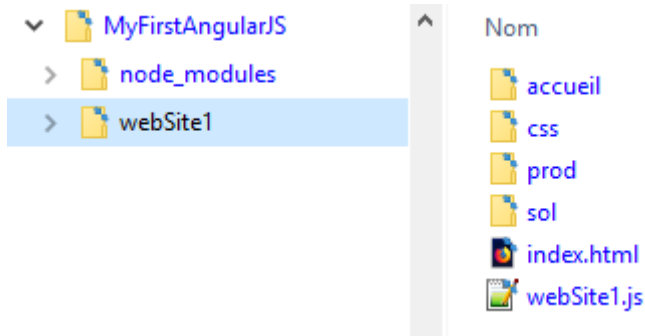 MyFirstAngularJS
node_modules
webSite1
Nom
accueil
css
prod
sol
index.html
webSite1.js